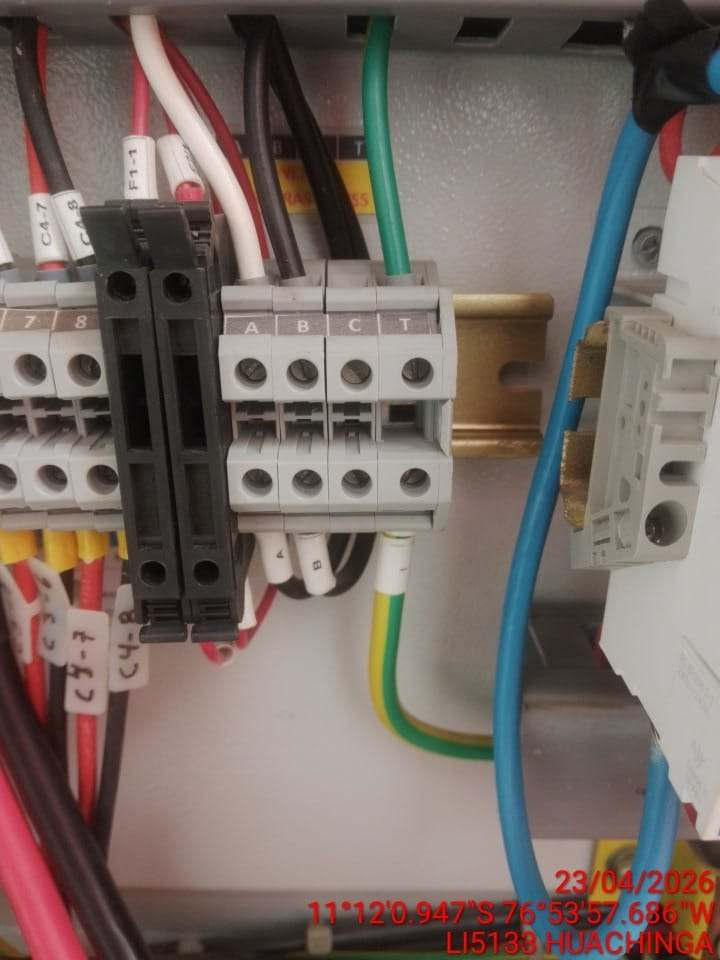 F1-1
C4-7
C4-8
7 8 A B C T
A B
C4-7
C4-8
23/04/2026
11°12'0.947"S 76°53'57.686"W
LI5133 HUACHINGA